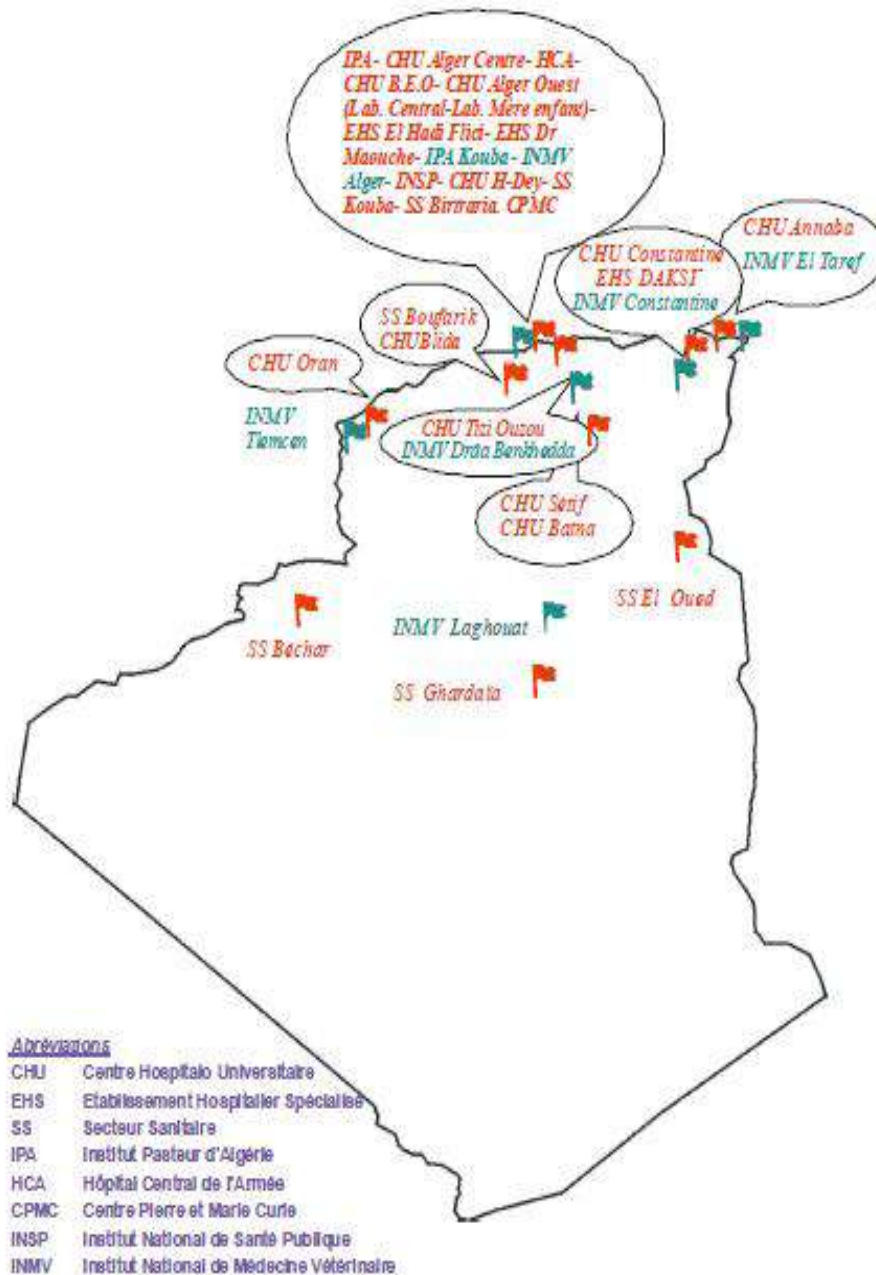 IPA- CHU Alger Centre- HCA-
CHU B.E.O- CHU Alger Ouest
(Lab. Central-Lab. Mère enfant)-
EHS El Hadi Flici- EHS Dr
Maouche- IPA Kouba- INMV
Alger- INSP- CHU H-Dey- SS
Kouba- SS Birtraria. CPMC
CHU Annaba
INMV El Taref
CHU Constantine
EHS DAKSI
INMV Constantine
SS Boufarik
CHU Blida
CHU Oran
INMV
Tlemcen
CHU Tizi Ouzou
INMV Drâa Benkhedda
CHU Sétif
CHU Batna
SS El Oued
SS Bechar
INMV Laghouat
SS Ghardaia
Abréviations
CHU Centre Hospitalo Universitaire
EHS Etablissement Hospitalier Spécialisé
SS Secteur Sanitaire
IPA Institut Pasteur d'Algérie
HCA Hôpital Central de l'Armée
CPMC Centre Pierre et Marie Curie
INSP Institut National de Santé Publique
INMV Institut National de Médecine Vétérinaire